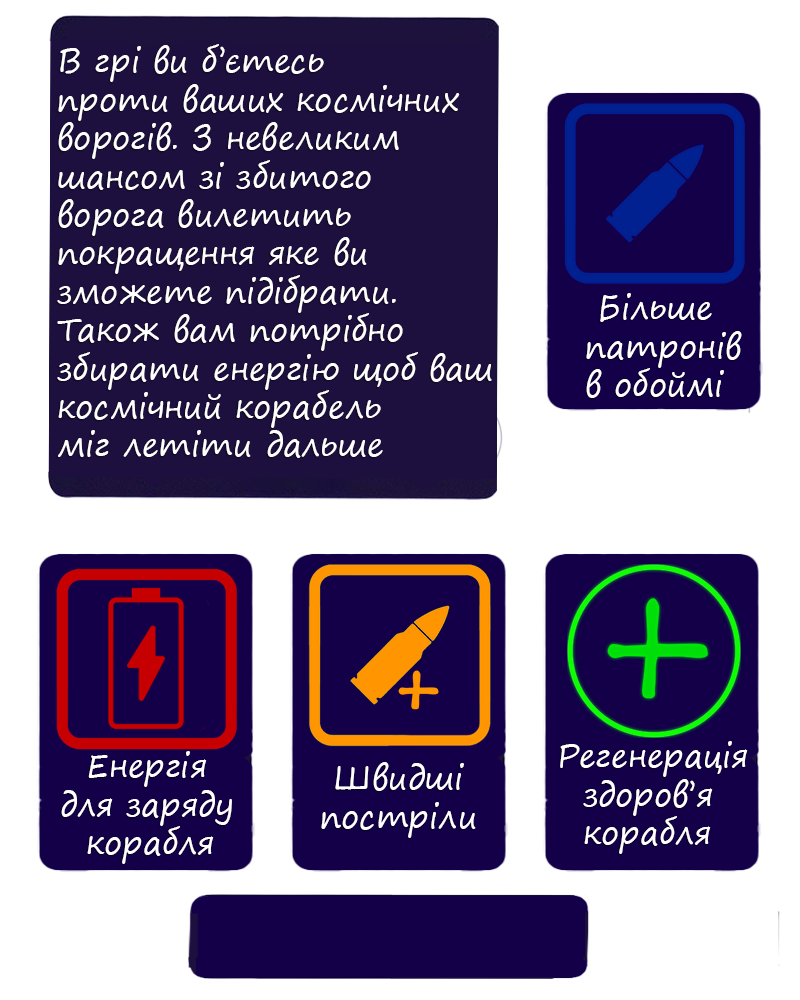 В грі ви б’єтесь
проти ваших космічних
ворогів. З невеликим
шансом зі збитого
ворога вилетить
покращення яке ви
зможете підібрати.
Також вам потрібно
збирати енергію щоб ваш
космічний корабель
міг летіти дальше
Більше
патронів
в обоймі
Енергія
для заряду
корабля
Швидші
постріли
Регенерація
здоров’я
корабля